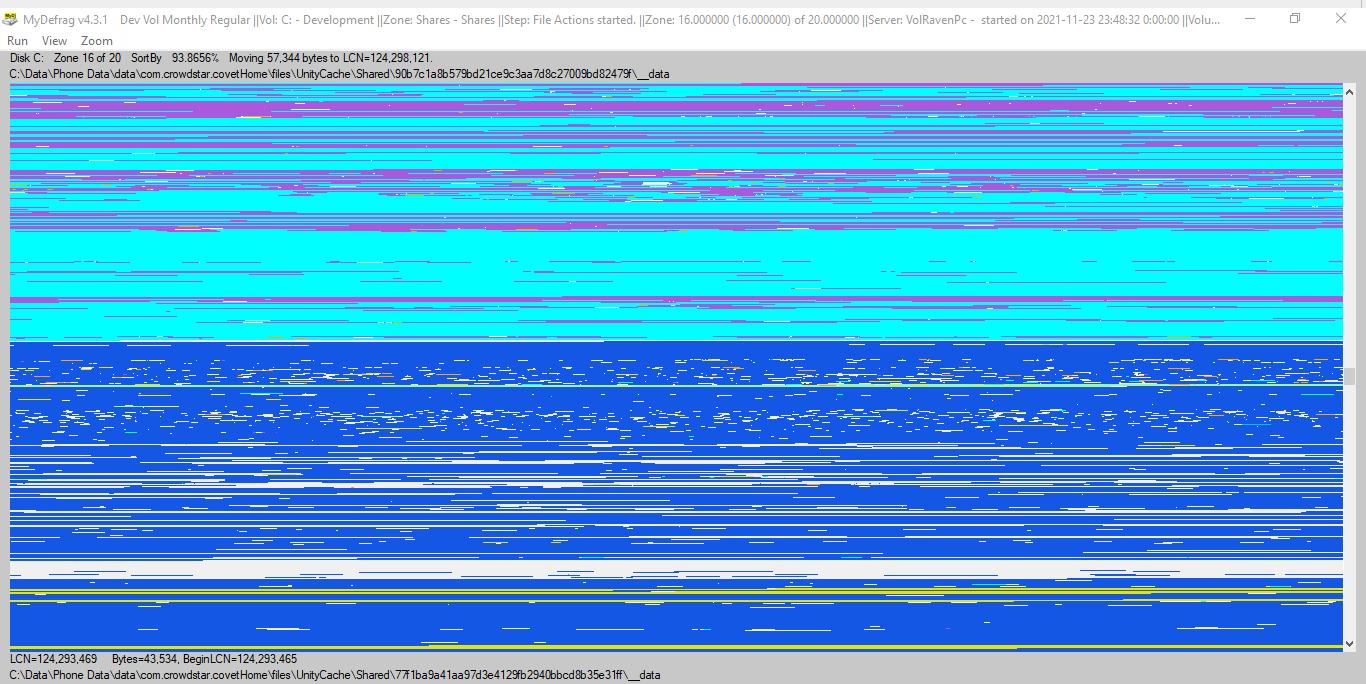 MyDefrag v4.3.1 Dev Vol Monthly Regular ||Vol: C: - Development ||Zone: Shares - Shares ||Step: File Actions started. ||Zone: 16.000000 (16.000000) of 20.000000 ||Server: VolRavenPc - started on 2021-11-23 23:48:32 0:00:00 ||Volu...
Run View Zoom
Disk C: Zone 16 of 20 SortBy 93.8656% Moving 57,344 bytes to LCN=124,298,121.
C:\Data\Phone Data\data\com.crowdstar.covetHome\files\UnityCache\Shared\90b7c1a8b579bd21ce9c3aa7d8c27009bd82479f\__data
LCN=124,293,469 Bytes=43,534, BeginLCN=124,293,465
C:\Data\Phone Data\data\com.crowdstar.covetHome\files\UnityCache\Shared\77f1ba9a41aa97d3e4129fb2940bbcd8b35e31ff\__data